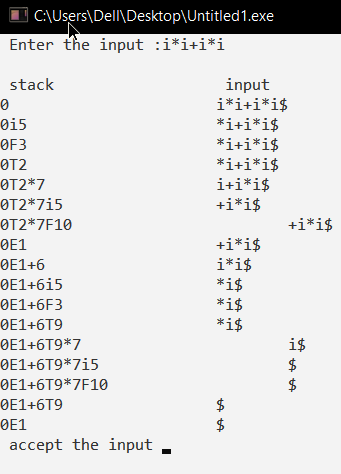 C:\Users\Dell\Desktop\Untitled1.exe
Enter the input :i*i+i*i
stack input
0 i*i+i*i$
0i5 *i+i*i$
0F3 *i+i*i$
0T2 *i+i*i$
0T2*7 i+i*i$
0T2*7i5 +i*i$
0T2*7F10 +i*i$
0E1 +i*i$
0E1+6 i*i$
0E1+6i5 *i$
0E1+6F3 *i$
0E1+6T9 *i$
0E1+6T9*7 i$
0E1+6T9*7i5 $
0E1+6T9*7F10 $
0E1+6T9 $
0E1 $
accept the input